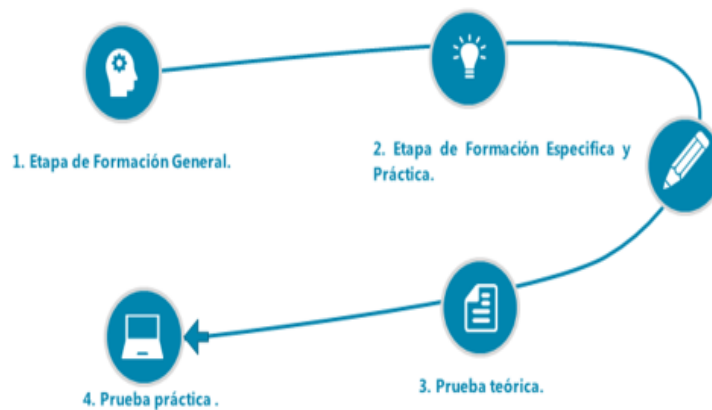 1. Etapa de Formación General.
2. Etapa de Formación Especifica y
Práctica.
3. Prueba teórica.
4. Prueba práctica .